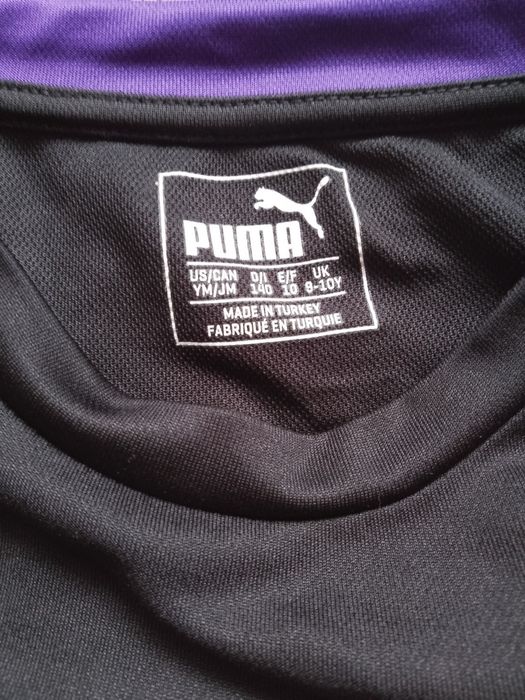 PUMA
US/CAN D/I E/F UK
YM/JM 140 10 8-10Y
MADE IN TURKEY
FABRIQUÉ EN TURQUIE